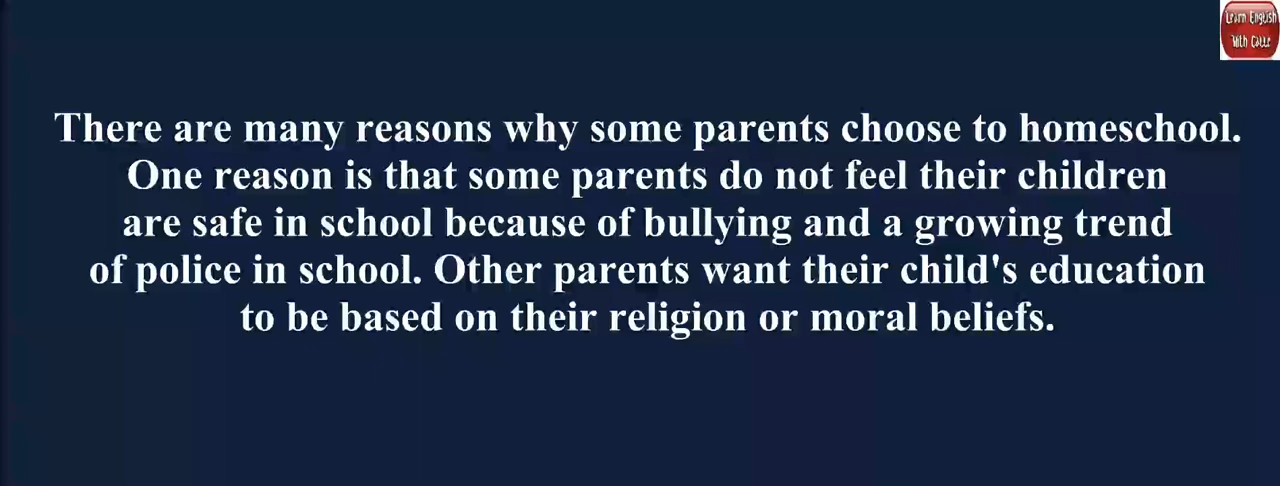 Learn English
With Cattz
There are many reasons why some parents choose to homeschool.
One reason is that some parents do not feel their children
are safe in school because of bullying and a growing trend
of police in school. Other parents want their child's education
to be based on their religion or moral beliefs.